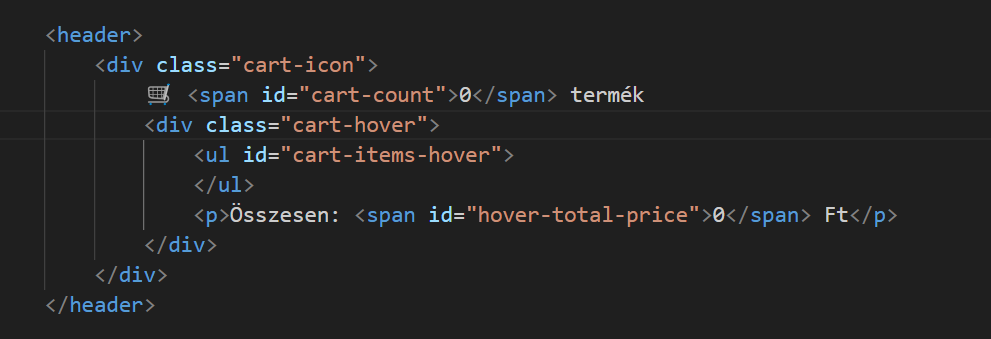 <header>
<div class="cart-icon">
🛒 <span id="cart-count">0</span> termék
<div class="cart-hover">
<ul id="cart-items-hover">
</ul>
<p>Összesen: <span id="hover-total-price">0</span> Ft</p>
</div>
</div>
</header>